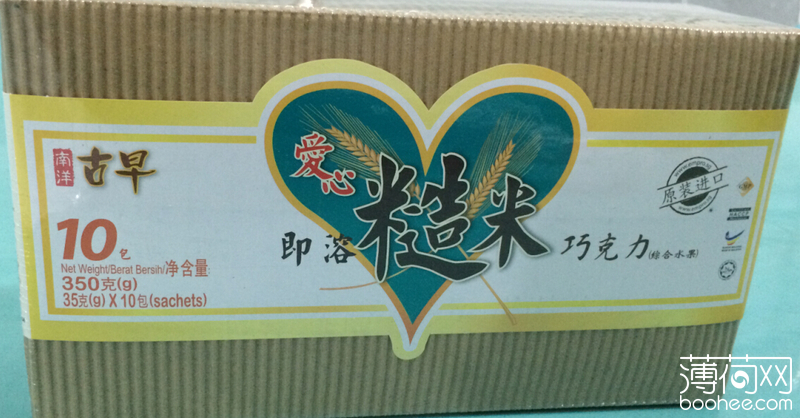 南洋
古早
10包
Net Weight/Berat Bersih/净含量
350克(g)
35克(g) X 10包(sachets)
愛心
即溶
糙米
巧克力(綜合水果)
原装进口
薄荷网
boohee.com